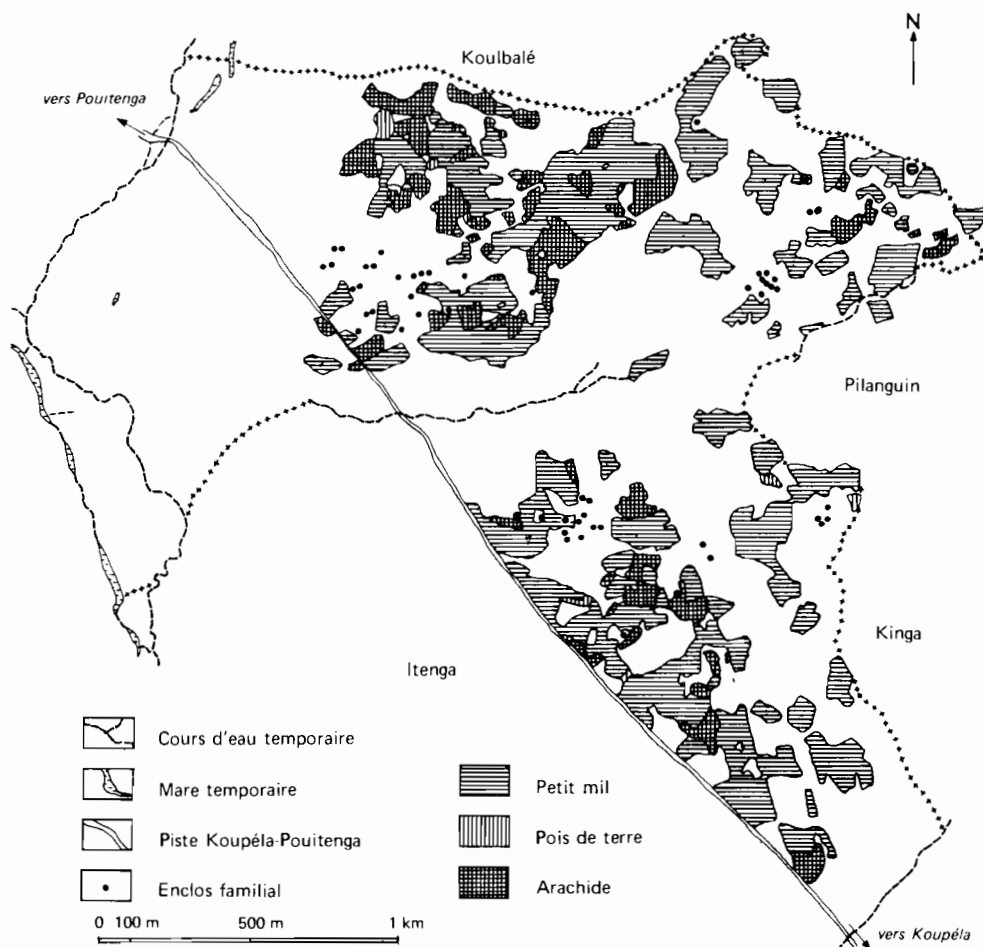 N
Koulbalé
vers Pouitenga
Pilanguin
Kinga
Itenga
Cours d'eau temporaire
Mare temporaire
Piste Koupéla-Pouitenga
Enclos familial
Petit mil
Pois de terre
Arachide
0 100 m 500 m 1 km
vers Koupéla